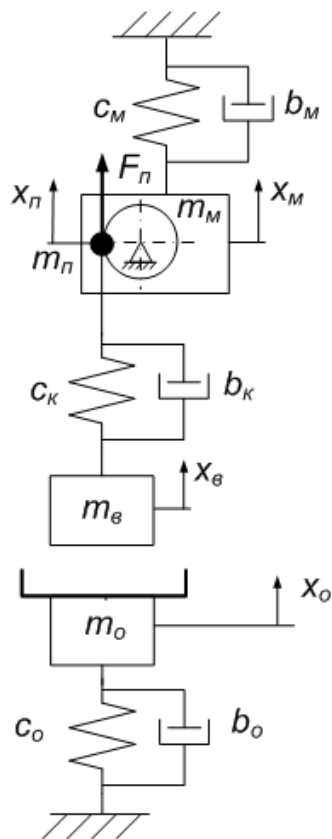 cм bм
Fп
xп mм xм
mп
cк bк
xв
mв
xо
mо
cо bо